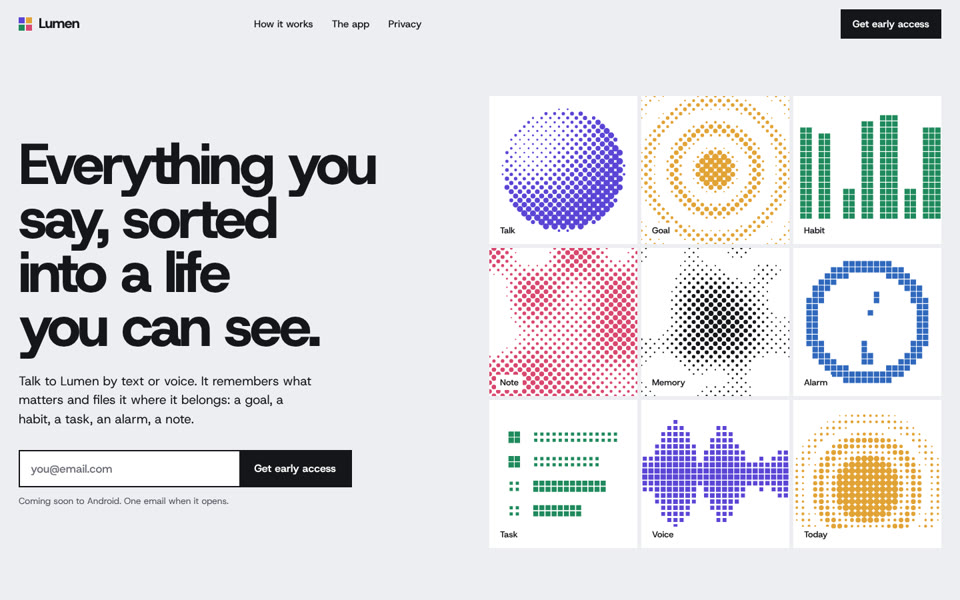 Lumen
How it works
The app
Privacy
Get early access
Everything you
say, sorted
into a life
you can see.
Talk to Lumen by text or voice. It remembers what
matters and files it where it belongs: a goal, a
habit, a task, an alarm, a note.
you@email.com
Get early access
Coming soon to Android. One email when it opens.
Talk
Goal
Habit
Note
Memory
Alarm
Task
Voice
Today